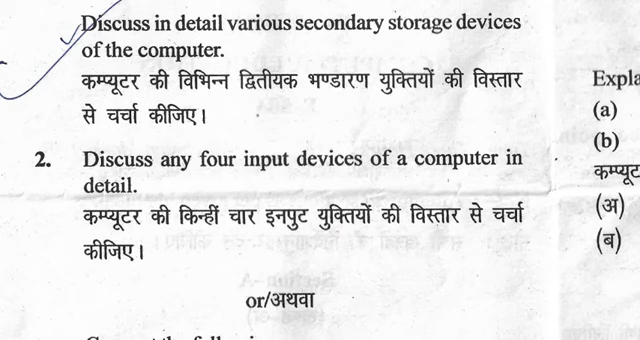 Discuss in detail various secondary storage devices
of the computer.
कम्प्यूटर की विभिन्न द्वितीयक भण्डारण युक्तियों की विस्तार
से चर्चा कीजिए।
2. Discuss any four input devices of a computer in
detail.
कम्प्यूटर की किन्हीं चार इनपुट युक्तियों की विस्तार से चर्चा
कीजिए।
or/अथवा
Expla
(a)
(b)
कम्प्यूट
(अ)
(ब)